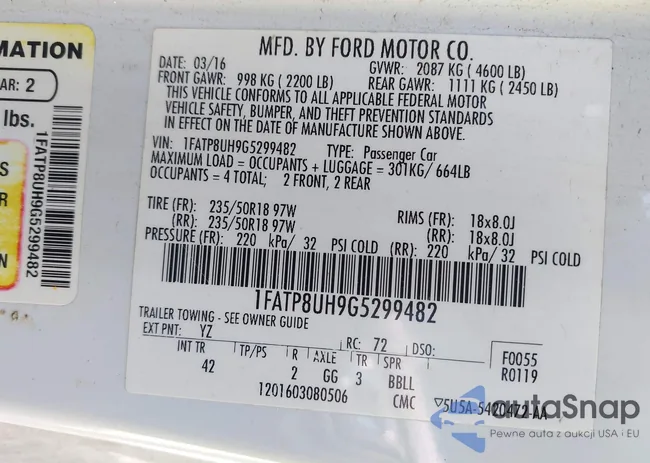 RMATION
AR: 2
lbs.
1FATP8UH9G5299482
S
R
N
MFD. BY FORD MOTOR CO.
DATE: 03/16 GVWR: 2087 KG ( 4600 LB)
FRONT GAWR: 998 KG ( 2200 LB) REAR GAWR: 1111 KG ( 2450 LB)
THIS VEHICLE CONFORMS TO ALL APPLICABLE FEDERAL MOTOR
VEHICLE SAFETY, BUMPER, AND THEFT PREVENTION STANDARDS
IN EFFECT ON THE DATE OF MANUFACTURE SHOWN ABOVE.
VIN: 1FATP8UH9G5299482 TYPE: Passenger Car
MAXIMUM LOAD = OCCUPANTS + LUGGAGE = 301KG/ 664LB
OCCUPANTS = 4 TOTAL; 2 FRONT, 2 REAR
TIRE (FR): 235/50R18 97W RIMS (FR): 18x8.0J
(RR): 235/50R18 97W (RR): 18x8.0J
PRESSURE (FR): 220 kPa/ 32 PSI COLD (RR): 220 kPa/ 32 PSI COLD
1FATP8UH9G5299482
TRAILER TOWING - SEE OWNER GUIDE
EXT PNT: YZ RC: 72 DSO: F0055
INT TR TP/PS R AXLE TR SPR R0119
42 2 GG 3 BBLL
1201603080506 CMC 5U5A-5420472-AA
autaSnap
Pewne auta z aukcji USA i EU